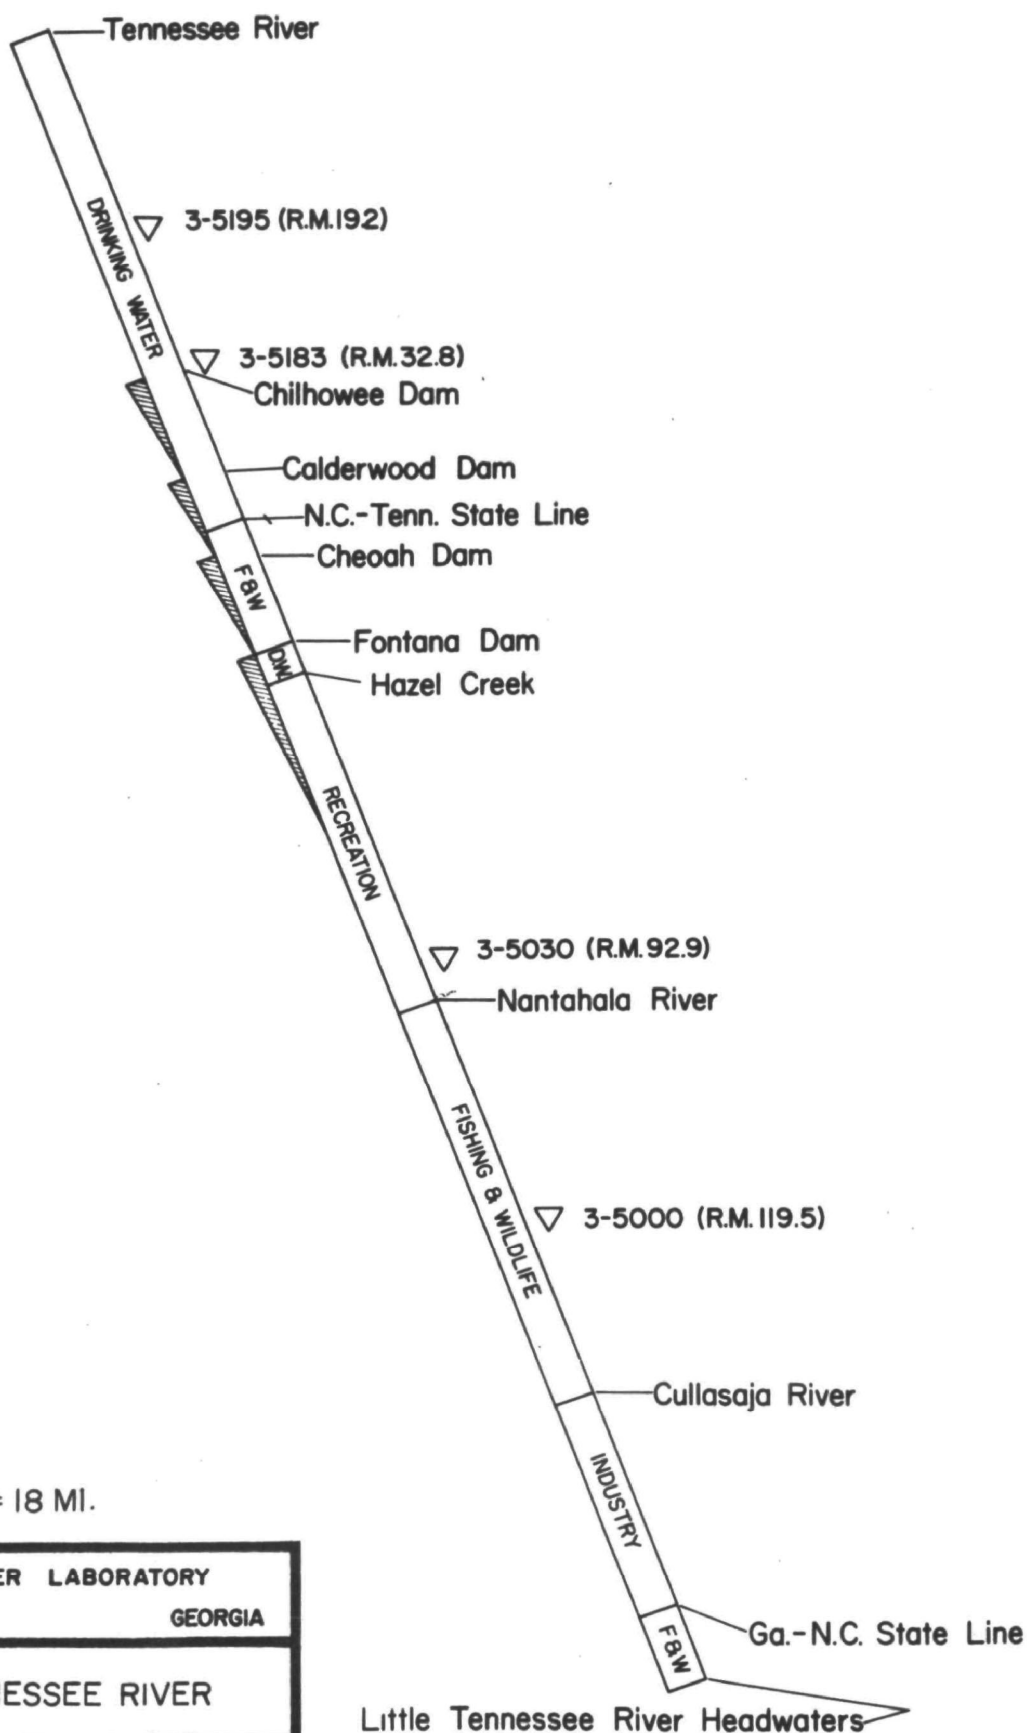 Tennessee River
DRINKING WATER
3-5195 (R.M.192)
3-5183 (R.M.32.8)
Chilhowee Dam
Calderwood Dam
N.C.-Tenn. State Line
Cheoah Dam
F&W
Fontana Dam
D.W.
Hazel Creek
RECREATION
3-5030 (R.M.92.9)
Nantahala River
FISHING & WILDLIFE
3-5000 (R.M.119.5)
Cullasaja River
INDUSTRY
Ga.-N.C. State Line
F&W
Little Tennessee River Headwaters
= 18 MI.
ER LABORATORY
GEORGIA
NESSEE RIVER